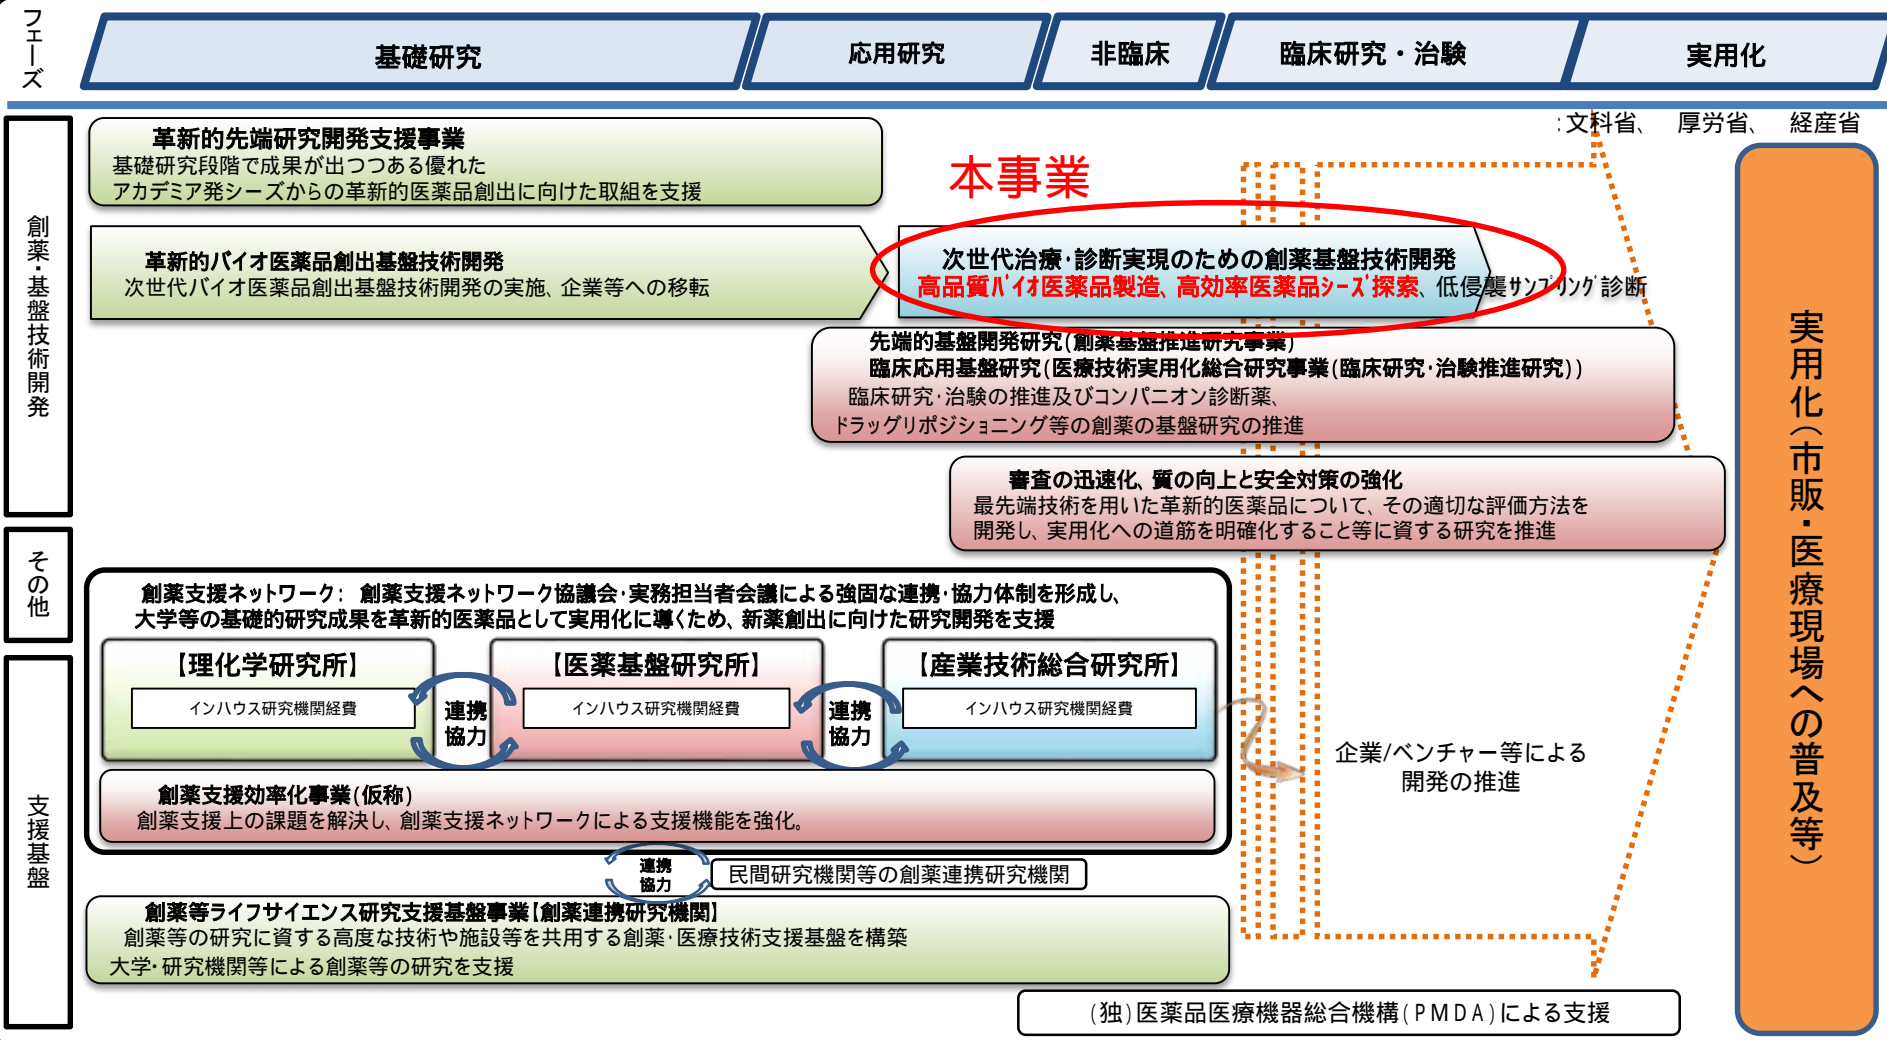 フェーズ
基礎研究
応用研究
非臨床
臨床研究・治験
実用化
:文科省、 厚労省、 経産省
創薬・基盤技術開発
革新的先端研究開発支援事業
基礎研究段階で成果が出つつある優れた
アカデミア発シーズからの革新的医薬品創出に向けた取組を支援
本事業
革新的バイオ医薬品創出基盤技術開発
次世代バイオ医薬品創出基盤技術開発の実施、企業等への移転
次世代治療・診断実現のための創薬基盤技術開発
高品質ﾊﾞｲｵ医薬品製造、高効率医薬品ｼｰｽﾞ探索、低侵襲ｻﾝﾌﾟﾘﾝｸﾞ診断
先端的基盤開発研究(創薬基盤推進研究事業)
臨床応用基盤研究(医療技術実用化総合研究事業(臨床研究・治験推進研究))
臨床研究・治験の推進及びコンパニオン診断薬、
ドラッグリポジショニング等の創薬の基盤研究の推進
審査の迅速化、質の向上と安全対策の強化
最先端技術を用いた革新的医薬品について、その適切な評価方法を
開発し、実用化への道筋を明確化すること等に資する研究を推進
実用化(市販・医療現場への普及等)
その他
創薬支援ネットワーク： 創薬支援ネットワーク協議会・実務担当者会議による強固な連携・協力体制を形成し、
大学等の基礎的研究成果を革新的医薬品として実用化に導くため、新薬創出に向けた研究開発を支援
支援基盤
【理化学研究所】
インハウス研究機関経費
連携
協力
【医薬基盤研究所】
インハウス研究機関経費
連携
協力
【産業技術総合研究所】
インハウス研究機関経費
企業/ベンチャー等による
開発の推進
創薬支援効率化事業(仮称)
創薬支援上の課題を解決し、創薬支援ネットワークによる支援機能を強化。
連携
協力
民間研究機関等の創薬連携研究機関
創薬等ライフサイエンス研究支援基盤事業【創薬連携研究機関】
創薬等の研究に資する高度な技術や施設等を共用する創薬・医療技術支援基盤を構築
大学・研究機関等による創薬等の研究を支援
(独)医薬品医療機器総合機構(PMDA)による支援